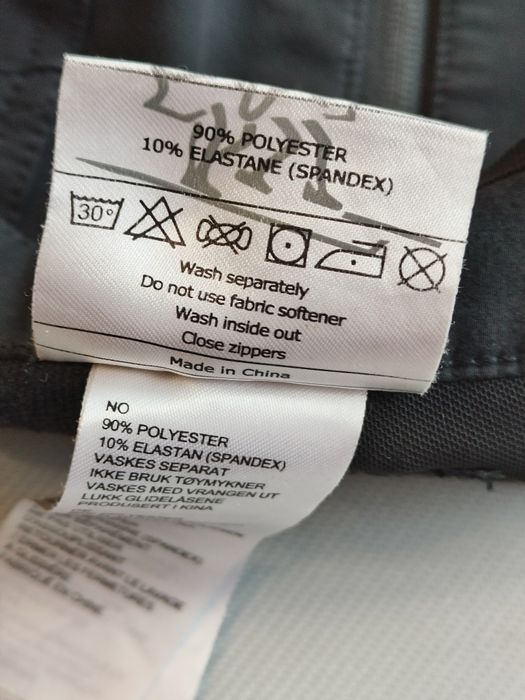 90% POLYESTER
10% ELASTANE (SPANDEX)
30°
Wash separately
Do not use fabric softener
Wash inside out
Close zippers
Made in China
NO
90% POLYESTER
10% ELASTAN (SPANDEX)
VASKES SEPARAT
IKKE BRUK TØYMYKNER
VASKES MED VRANGEN UT
LUKK GLIDELÅSENE
PRODUSERT I KINA